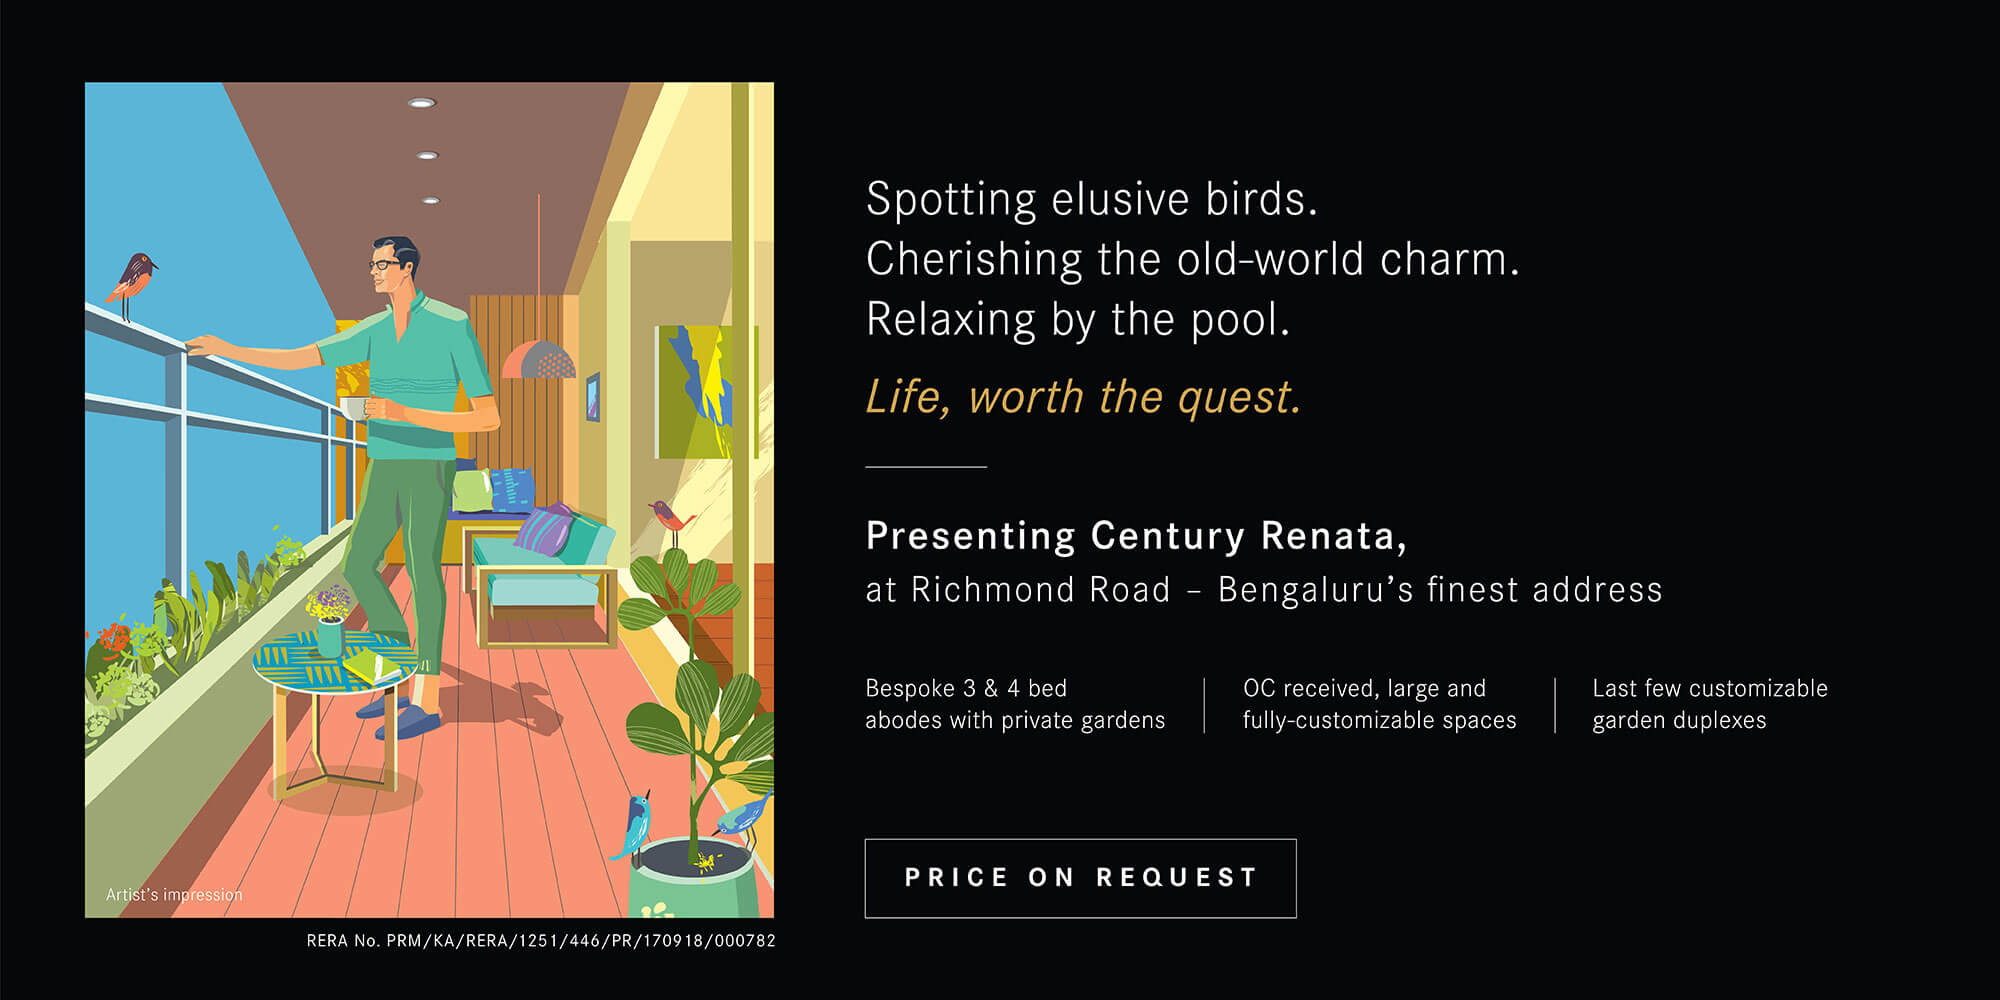 Spotting elusive birds.
Cherishing the old-world charm.
Relaxing by the pool.
Life, worth the quest.
Presenting Century Renata,
at Richmond Road – Bengaluru’s finest address
Bespoke 3 & 4 bed
abodes with private gardens
OC received, large and
fully-customizable spaces
Last few customizable
garden duplexes
PRICE ON REQUEST
Artist's impression
RERA No. PRM/KA/RERA/1251/446/PR/170918/000782